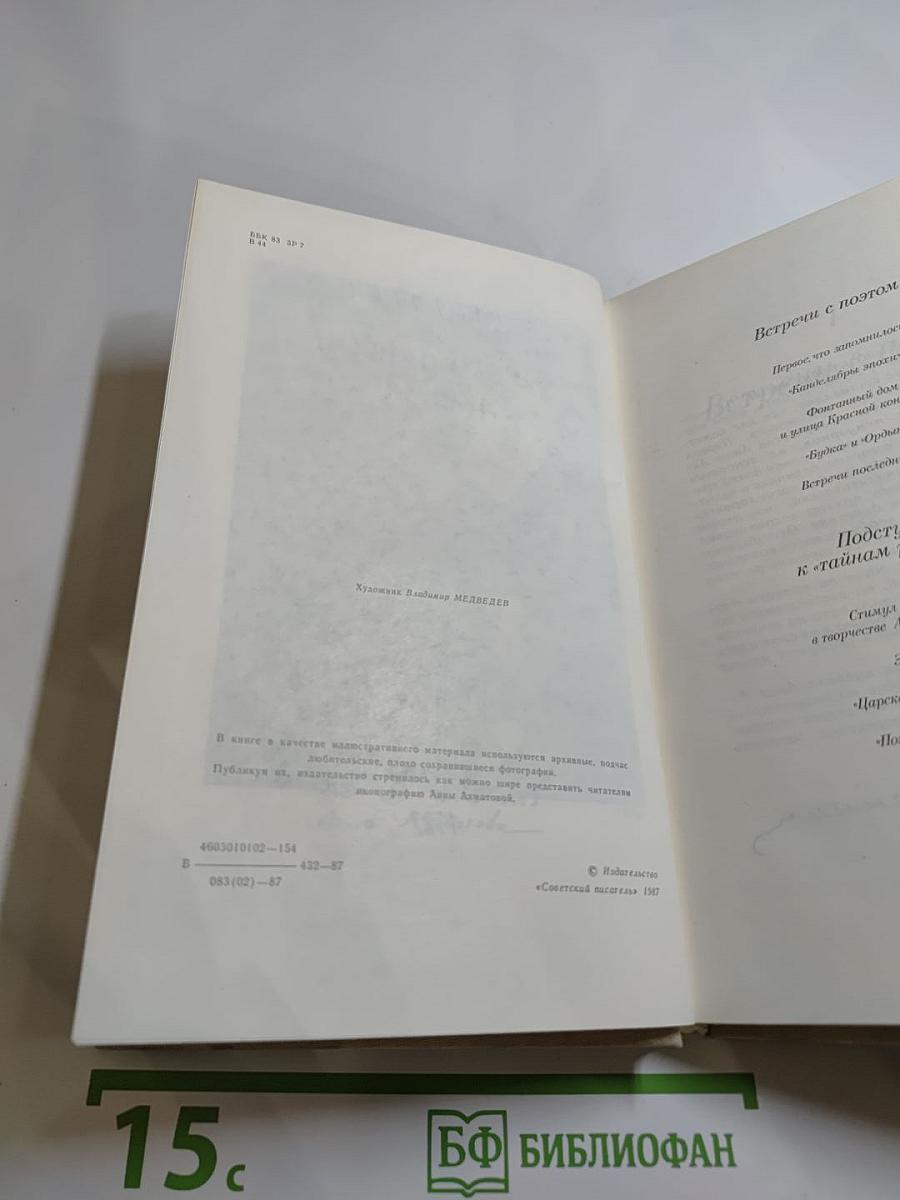 ББК 83 3Р 7
В 44
Художник Владимир МЕДВЕДЕВ
В книге в качестве иллюстративного материала используются архивные, подчас
любительские, плохо сохранившиеся фотографии.
Публикуя их, издательство стремилось как можно шире представить читателям
иконографию Анны Ахматовой.
4603010102—154
В ———— 432—87
083(02)—87
© Издательство
«Советский писатель» 1987
Встречи с поэтом
Первое, что запомнилось
«Канделябры эпохи»
Фонтанный дом
и улица Красной кон
«Будка» и «Орды
Встречи последн
Подсту
к «тайнам
Стимул
в творчестве А
З
«Царск
«Поэ
15 с
БФ БИБЛИОФАН